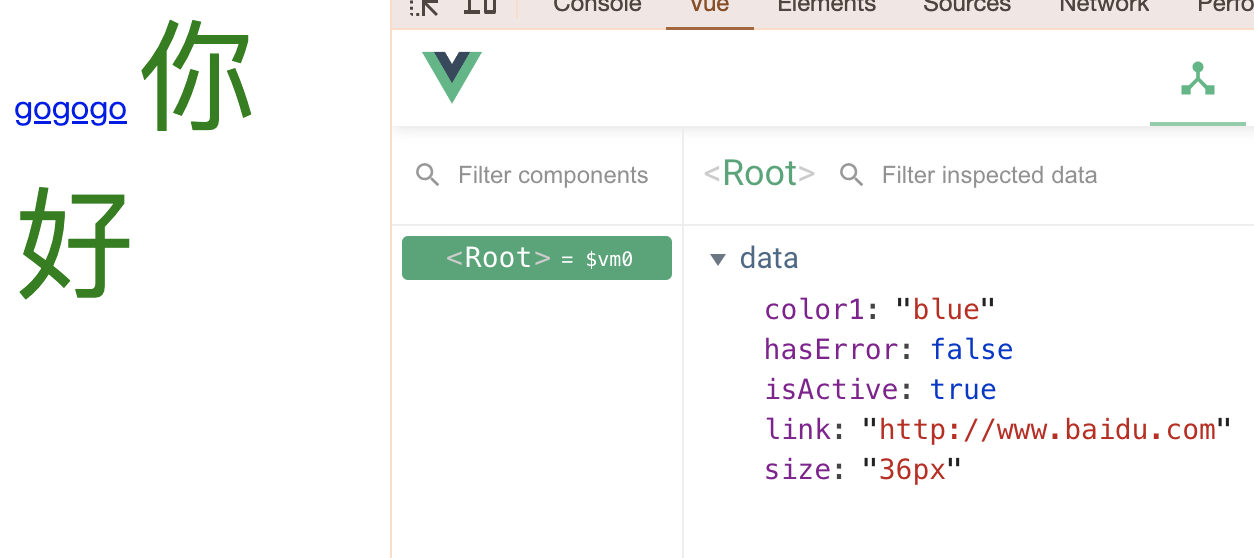 gogogo 你
好
Console Vue Elements Sources Network Perfo
Filter components
<Root> Filter inspected data
<Root> = $vm0
data
color1: "blue"
hasError: false
isActive: true
link: "http://www.baidu.com"
size: "36px"